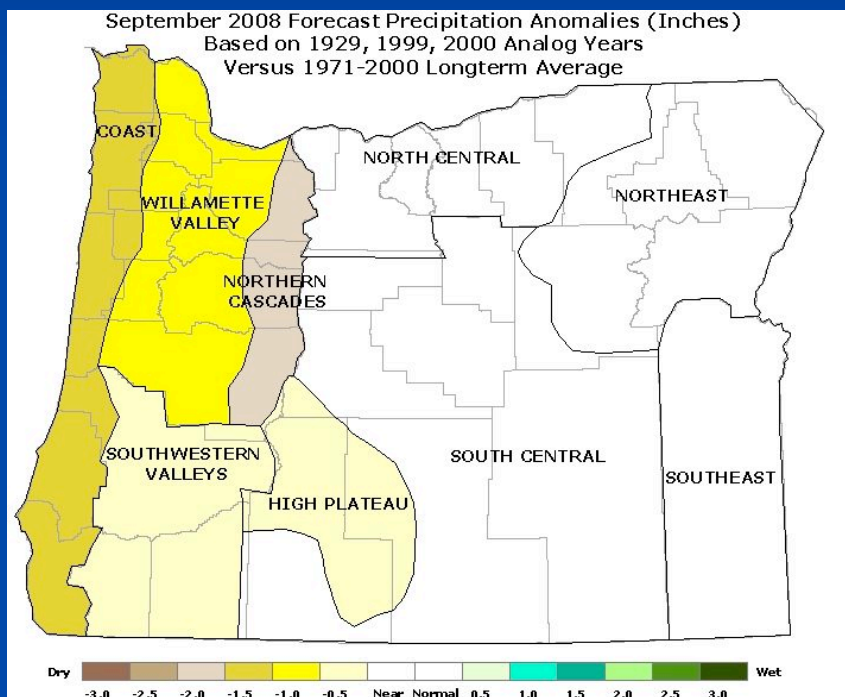 September 2008 Forecast Precipitation Anomalies (Inches)
Based on 1929, 1999, 2000 Analog Years
Versus 1971-2000 Longterm Average
COAST
NORTH CENTRAL
NORTHEAST
WILLAMETTE
VALLEY
NORTHERN
CASCADES
SOUTHWESTERN
VALLEYS
SOUTH CENTRAL
SOUTHEAST
HIGH PLATEAU
Dry Wet
-3.0 -2.5 -2.0 -1.5 -1.0 -0.5 Near Normal 0.5 1.0 1.5 2.0 2.5 3.0